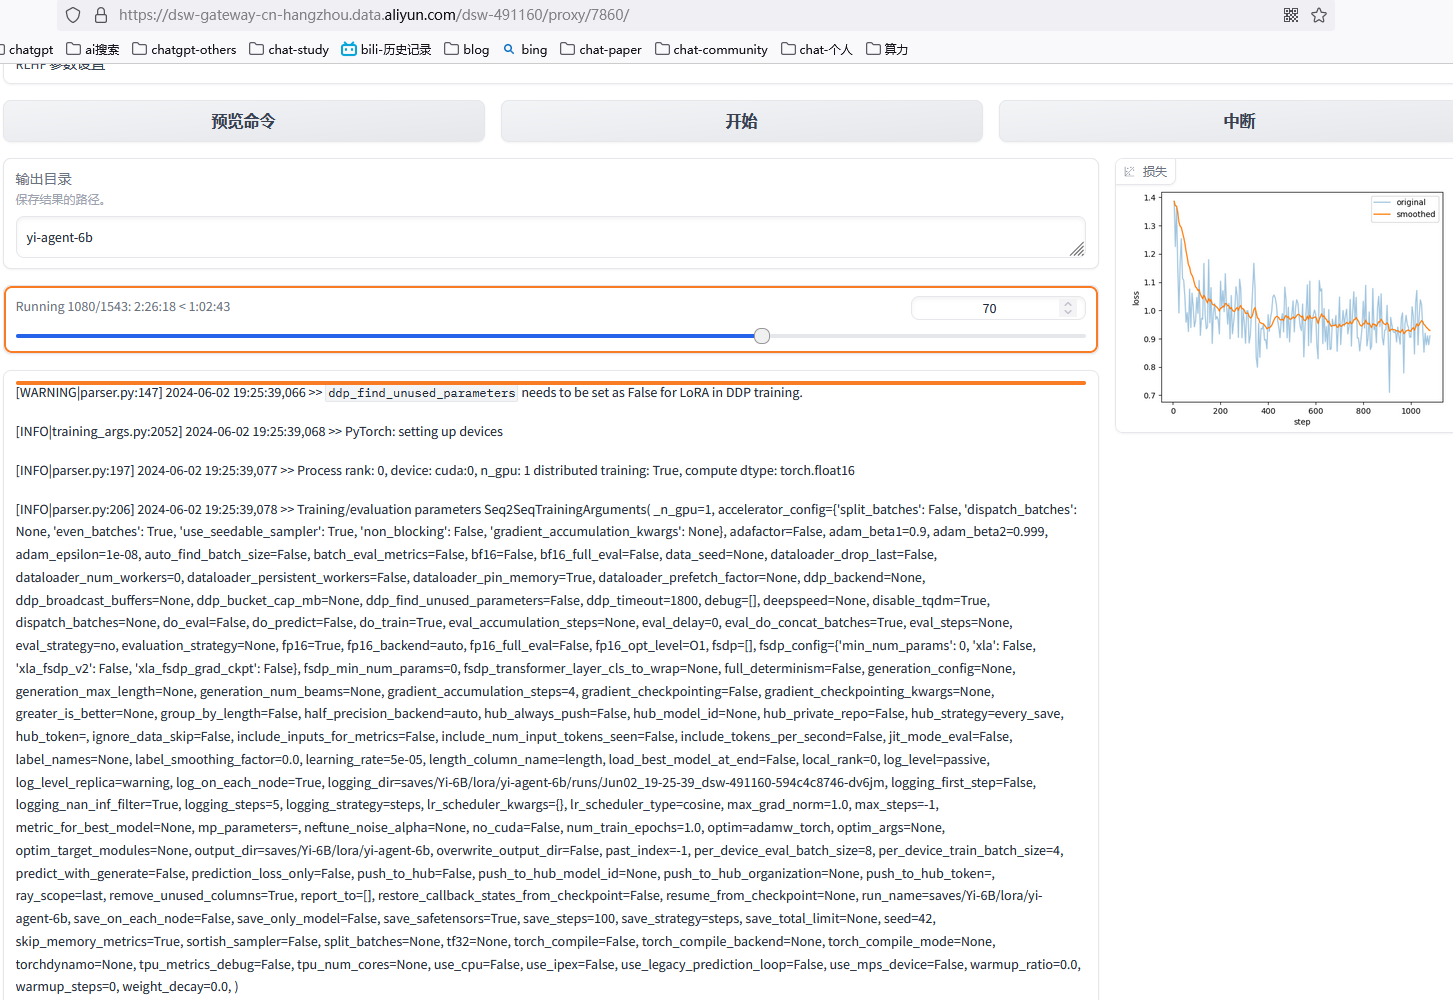 https://dsw-gateway-cn-hangzhou.data.aliyun.com/dsw-491160/proxy/7860/
chatgpt ai搜索 chatgpt-others chat-study bili-历史记录 blog bing chat-paper chat-community chat-个人 算力
RLHF 参数设置
预览命令 开始 中断
输出目录
保存结果的路径。
yi-agent-6b
Running 1080/1543: 2:26:18 < 1:02:43
70
损失
original
smoothed
1.4
1.3
1.2
1.1
1.0
0.9
0.8
0.7
loss
0 200 400 600 800 1000
step
[WARNING|parser.py:147] 2024-06-02 19:25:39,066 >> ddp_find_unused_parameters needs to be set as False for LoRA in DDP training.
[INFO|training_args.py:2052] 2024-06-02 19:25:39,068 >> PyTorch: setting up devices
[INFO|parser.py:197] 2024-06-02 19:25:39,077 >> Process rank: 0, device: cuda:0, n_gpu: 1 distributed training: True, compute dtype: torch.float16
[INFO|parser.py:206] 2024-06-02 19:25:39,078 >> Training/evaluation parameters Seq2SeqTrainingArguments( _n_gpu=1, accelerator_config={'split_batches': False, 'dispatch_batches':
None, 'even_batches': True, 'use_seedable_sampler': True, 'non_blocking': False, 'gradient_accumulation_kwargs': None}, adafactor=False, adam_beta1=0.9, adam_beta2=0.999,
adam_epsilon=1e-08, auto_find_batch_size=False, batch_eval_metrics=False, bf16=False, bf16_full_eval=False, data_seed=None, dataloader_drop_last=False,
dataloader_num_workers=0, dataloader_persistent_workers=False, dataloader_pin_memory=True, dataloader_prefetch_factor=None, ddp_backend=None,
ddp_broadcast_buffers=None, ddp_bucket_cap_mb=None, ddp_find_unused_parameters=False, ddp_timeout=1800, debug=[], deepspeed=None, disable_tqdm=True,
dispatch_batches=None, do_eval=False, do_predict=False, do_train=True, eval_accumulation_steps=None, eval_delay=0, eval_do_concat_batches=True, eval_steps=None,
eval_strategy=no, evaluation_strategy=None, fp16=True, fp16_backend=auto, fp16_full_eval=False, fp16_opt_level=O1, fsdp=[], fsdp_config={'min_num_params': 0, 'xla': False,
'xla_fsdp_v2': False, 'xla_fsdp_grad_ckpt': False}, fsdp_min_num_params=0, fsdp_transformer_layer_cls_to_wrap=None, full_determinism=False, generation_config=None,
generation_max_length=None, generation_num_beams=None, gradient_accumulation_steps=4, gradient_checkpointing=False, gradient_checkpointing_kwargs=None,
greater_is_better=None, group_by_length=False, half_precision_backend=auto, hub_always_push=False, hub_model_id=None, hub_private_repo=False, hub_strategy=every_save,
hub_token=, ignore_data_skip=False, include_inputs_for_metrics=False, include_num_input_tokens_seen=False, include_tokens_per_second=False, jit_mode_eval=False,
label_names=None, label_smoothing_factor=0.0, learning_rate=5e-05, length_column_name=length, load_best_model_at_end=False, local_rank=0, log_level=passive,
log_level_replica=warning, log_on_each_node=True, logging_dir=saves/Yi-6B/lora/yi-agent-6b/runs/Jun02_19-25-39_dsw-491160-594c4c8746-dv6jm, logging_first_step=False,
logging_nan_inf_filter=True, logging_steps=5, logging_strategy=steps, lr_scheduler_kwargs={}, lr_scheduler_type=cosine, max_grad_norm=1.0, max_steps=-1,
metric_for_best_model=None, mp_parameters=, neftune_noise_alpha=None, no_cuda=False, num_train_epochs=1.0, optim=adamw_torch, optim_args=None,
optim_target_modules=None, output_dir=saves/Yi-6B/lora/yi-agent-6b, overwrite_output_dir=False, past_index=-1, per_device_eval_batch_size=8, per_device_train_batch_size=4,
predict_with_generate=False, prediction_loss_only=False, push_to_hub=False, push_to_hub_model_id=None, push_to_hub_organization=None, push_to_hub_token=,
ray_scope=last, remove_unused_columns=True, report_to=[], restore_callback_states_from_checkpoint=False, resume_from_checkpoint=None, run_name=saves/Yi-6B/lora/yi-
agent-6b, save_on_each_node=False, save_only_model=False, save_safetensors=True, save_steps=100, save_strategy=steps, save_total_limit=None, seed=42,
skip_memory_metrics=True, sortish_sampler=False, split_batches=None, tf32=None, torch_compile=False, torch_compile_backend=None, torch_compile_mode=None,
torchdynamo=None, tpu_metrics_debug=False, tpu_num_cores=None, use_cpu=False, use_ipex=False, use_legacy_prediction_loop=False, use_mps_device=False, warmup_ratio=0.0,
warmup_steps=0, weight_decay=0.0, )